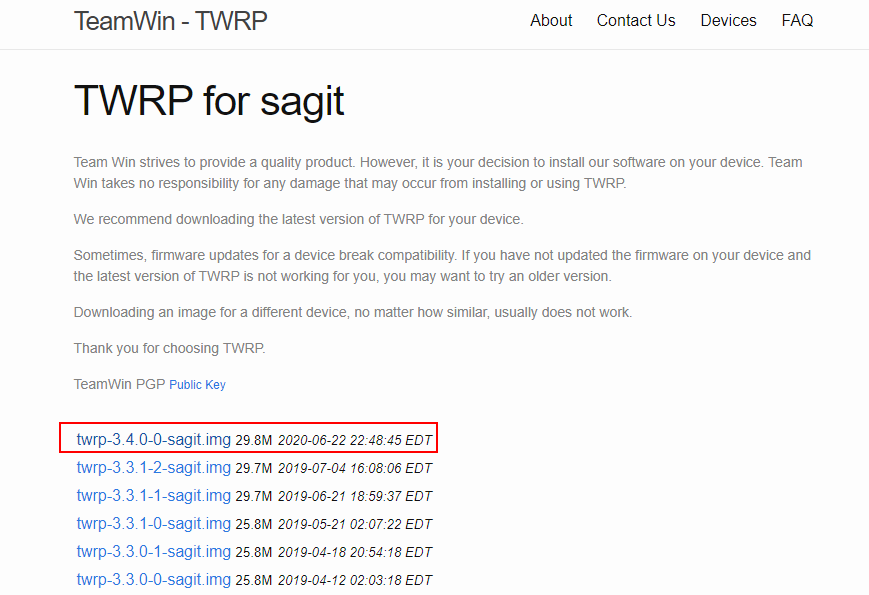 TeamWin - TWRP
About Contact Us Devices FAQ
TWRP for sagit
Team Win strives to provide a quality product. However, it is your decision to install our software on your device. Team
Win takes no responsibility for any damage that may occur from installing or using TWRP.
We recommend downloading the latest version of TWRP for your device.
Sometimes, firmware updates for a device break compatibility. If you have not updated the firmware on your device and
the latest version of TWRP is not working for you, you may want to try an older version.
Downloading an image for a different device, no matter how similar, usually does not work.
Thank you for choosing TWRP.
TeamWin PGP Public Key
twrp-3.4.0-0-sagit.img 29.8M 2020-06-22 22:48:45 EDT
twrp-3.3.1-2-sagit.img 29.7M 2019-07-04 16:08:06 EDT
twrp-3.3.1-1-sagit.img 29.7M 2019-06-21 18:59:37 EDT
twrp-3.3.1-0-sagit.img 25.8M 2019-05-21 02:07:22 EDT
twrp-3.3.0-1-sagit.img 25.8M 2019-04-18 20:54:18 EDT
twrp-3.3.0-0-sagit.img 25.8M 2019-04-12 02:03:18 EDT